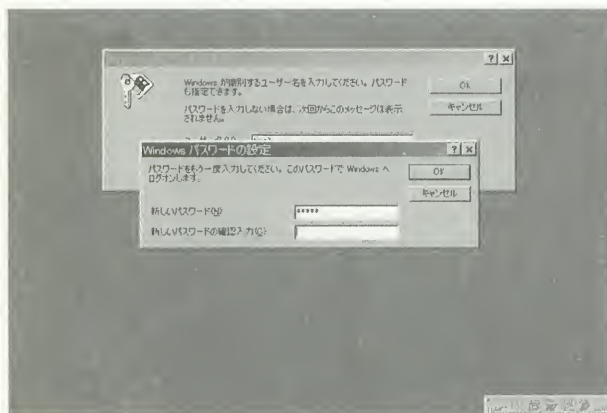 Windows が識別するユーザー名を入力してください。パスワード
も指定できます。
パスワードを入力しない場合は、次回からこのメッセージは表示
されません。
OK
キャンセル
Windows パスワードの設定
パスワードをもう一度入力してください。このパスワードで Windows へ
ログオンします。
OK
キャンセル
新しいパスワード(N)
*****
新しいパスワードの確認入力(C)